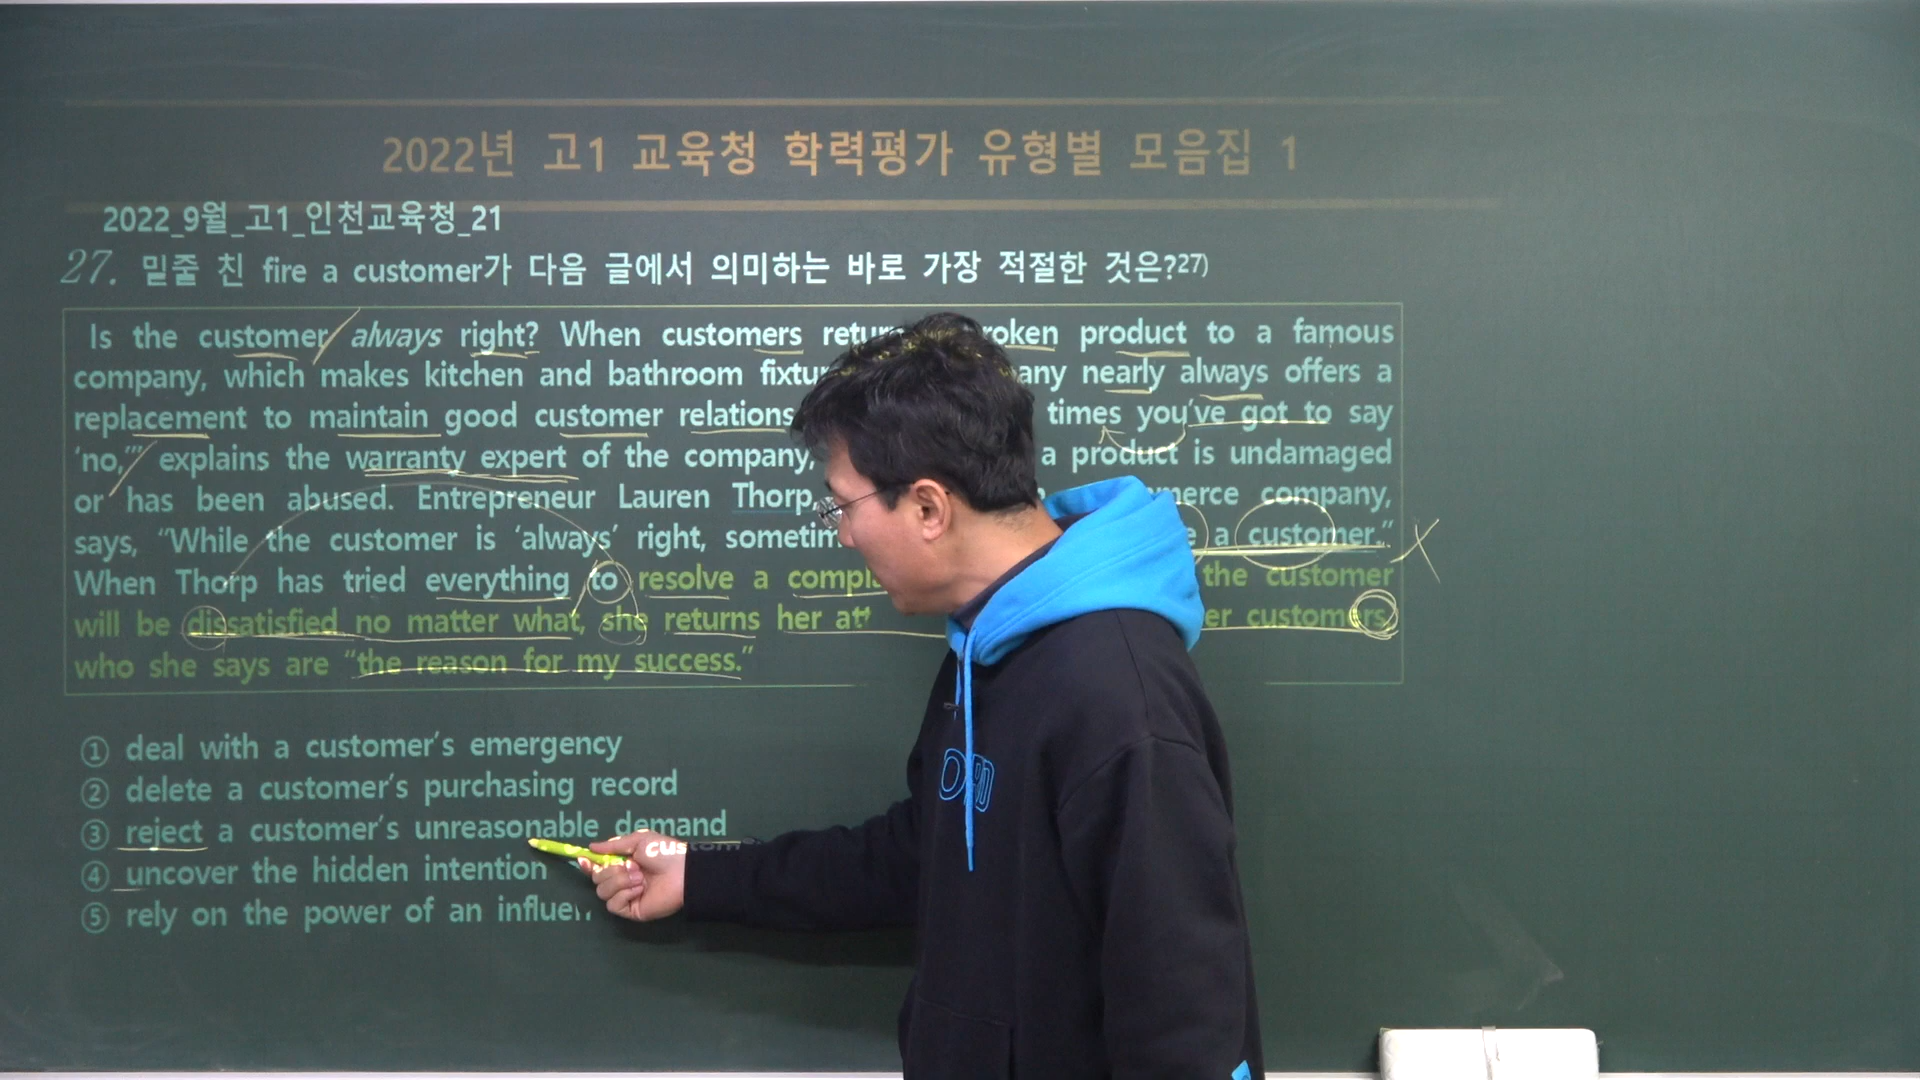 2022년 고1 교육청 학력평가 유형별 모음집 1
2022_9월_고1_인천교육청_21
27. 밑줄 친 fire a customer가 다음 글에서 의미하는 바로 가장 적절한 것은?27)
Is the customer always right? When customers product to a famous
company, which makes kitchen and bathroom nearly always offers a
replacement to maintain good customer relations times you've got to say
'no,'" explains the warranty expert of the company, a product is undamaged
or has been abused. Entrepreneur Lauren Thorp, company,
says, "While the customer is 'always' right, a customer."
When Thorp has tried everything to resolve a the customer
will be dissatisfied no matter what, she returns her customers,
who she says are "the reason for my success."
① deal with a customer's emergency
② delete a customer's purchasing record
③ reject a customer's unreasonable demand
④ uncover the hidden intention
⑤ rely on the power of an